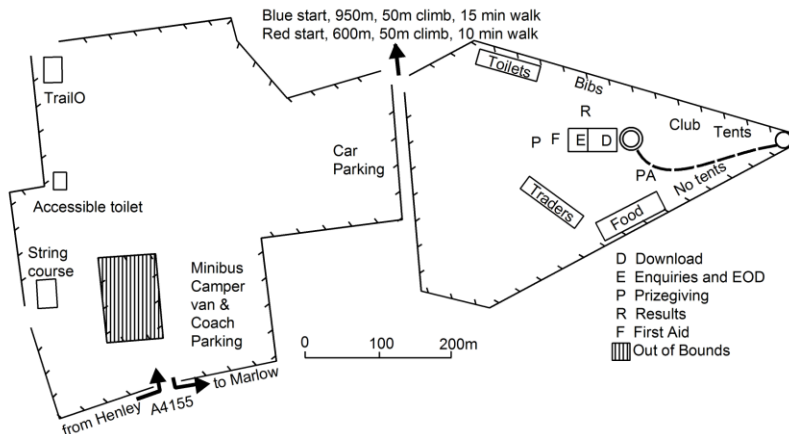 Blue start, 950m, 50m climb, 15 min walk
Red start, 600m, 50m climb, 10 min walk
Toilets
Bibs
TrailO
R
Club
Tents
P
F
E
D
Car
Parking
PA
No tents
Accessible toilet
Traders
Food
String
course
Minibus
Camper
van &
Coach
Parking
D Download
E Enquiries and EOD
P Prizegiving
R Results
F First Aid
Out of Bounds
0 100 200m
to Marlow
from Henley
A4155